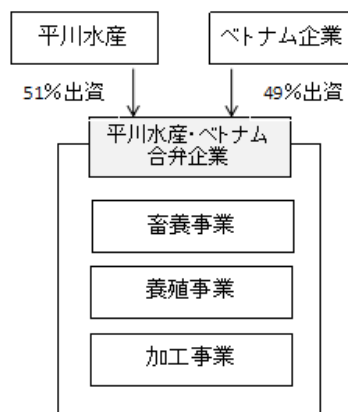 平川水産
ベトナム企業
51%出資
49%出資
平川水産・ベトナム
合弁企業
畜養事業
養殖事業
加工事業